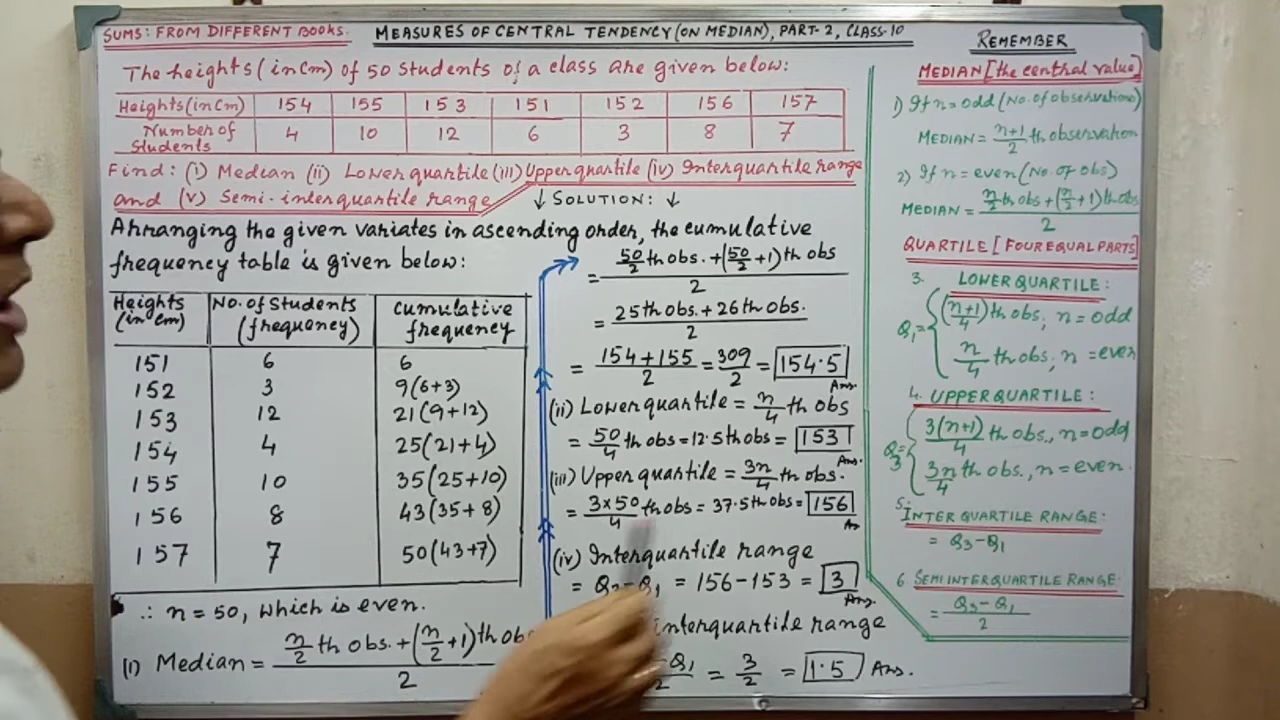 SUMS: FROM DIFFERENT BOOKS.
MEASURES OF CENTRAL TENDENCY (ON MEDIAN), PART-2, CLASS-10
The heights (in cm) of 50 students of a class are given below:
Heights (in cm) 154 155 153 151 152 156 157
Number of Students 4 10 12 6 3 8 7
Find: (i) Median (ii) Lower quartile (iii) Upper quartile (iv) Interquartile range
and (v) Semi-interquartile range
↓ SOLUTION: ↓
Arranging the given variates in ascending order, the cumulative
frequency table is given below:
Heights (in cm) No. of Students (frequency) Cumulative frequency
151 6 6
152 3 9(6+3)
153 12 21(9+12)
154 4 25(21+4)
155 10 35(25+10)
156 8 43(35+8)
157 7 50(43+7)
∴ n = 50, which is even.
(i) Median = n/2 th obs. + (n/2 + 1) th obs / 2
= 50/2 th obs. + (50/2 + 1) th obs / 2
= 25 th obs. + 26 th obs. / 2
= 154+155 / 2 = 309/2 = 154.5 Ans.
(ii) Lower quartile = n/4 th obs
= 50/4 th obs = 12.5 th obs = 153 Ans.
(iii) Upper quartile = 3n/4 th obs.
= 3×50/4 th obs = 37.5 th obs = 156 An
(iv) Interquartile range
= Q3 - Q1 = 156 - 153 = 3 Ans.
interquartile range
- Q1 / 2 = 3/2 = 1.5 Ans.
REMEMBER
MEDIAN [the central value]
1) If n = odd (No. of observations)
MEDIAN = n+1/2 th observation
2) If n = even (No. of obs)
MEDIAN = n/2 th obs + (n/2 + 1) th obs / 2
QUARTILE [FOUR EQUAL PARTS]
3. LOWER QUARTILE:
Q1 = { (n+1)/4 th obs; n = odd
n/4 th obs; n = even
4. UPPER QUARTILE:
Q3 = { 3(n+1)/4 th obs., n = odd
3n/4 th obs., n = even.
5. INTER QUARTILE RANGE:
= Q3 - Q1
6. SEMI INTERQUARTILE RANGE
= Q3 - Q1 / 2